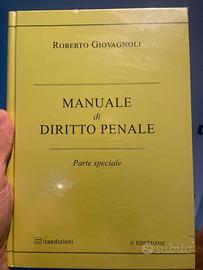 ROBERTO GIOVAGNOLI
MANUALE
di
DIRITTO PENALE
Parte speciale
itaedizioni
II EDIZIONE
subito